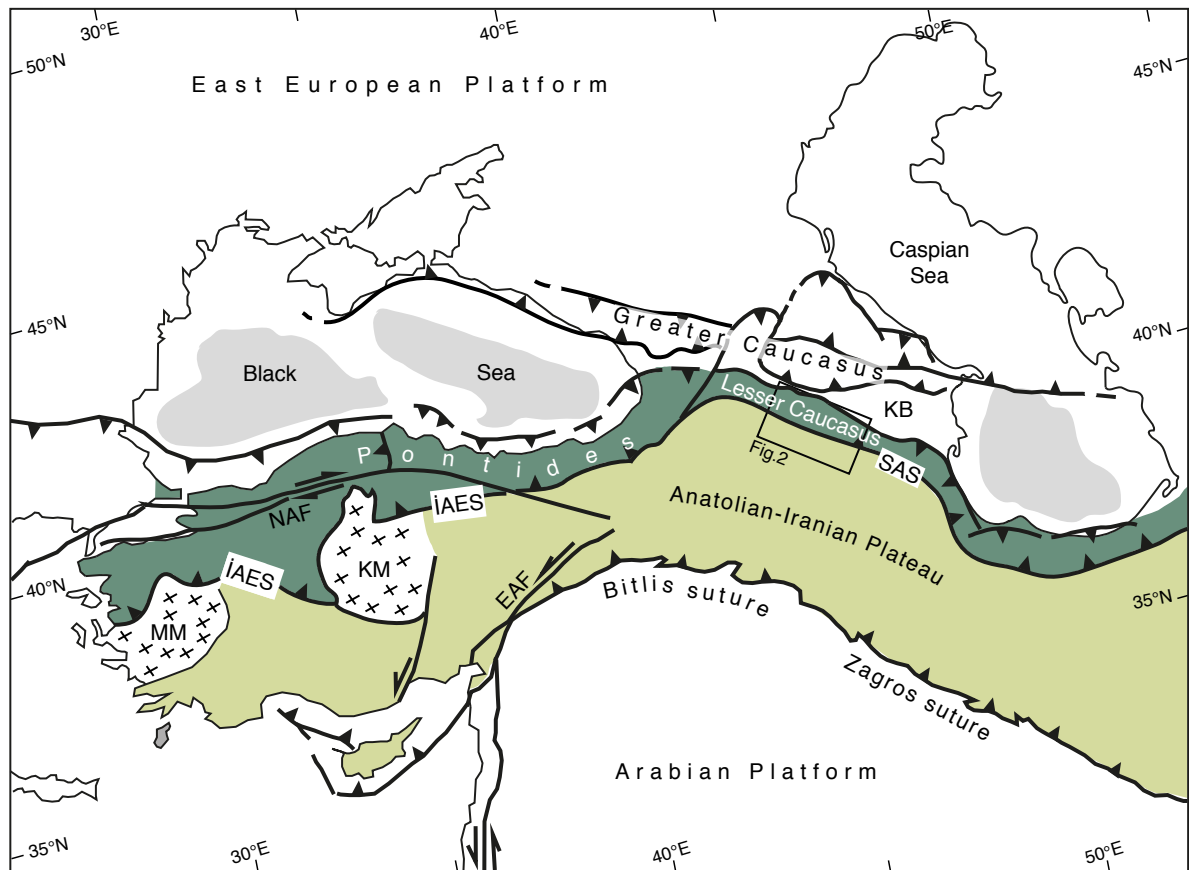 30°E
40°E
50°E
50°N
45°N
East European Platform
Caspian
Sea
45°N
40°N
Greater Caucasus
Black
Sea
Lesser Caucasus
KB
Pontides
Fig.2
SAS
İAES
NAF
Anatolian-Iranian Plateau
KM
İAES
EAF
40°N
35°N
Bitlis suture
MM
Zagros suture
Arabian Platform
35°N
30°E
40°E
50°E